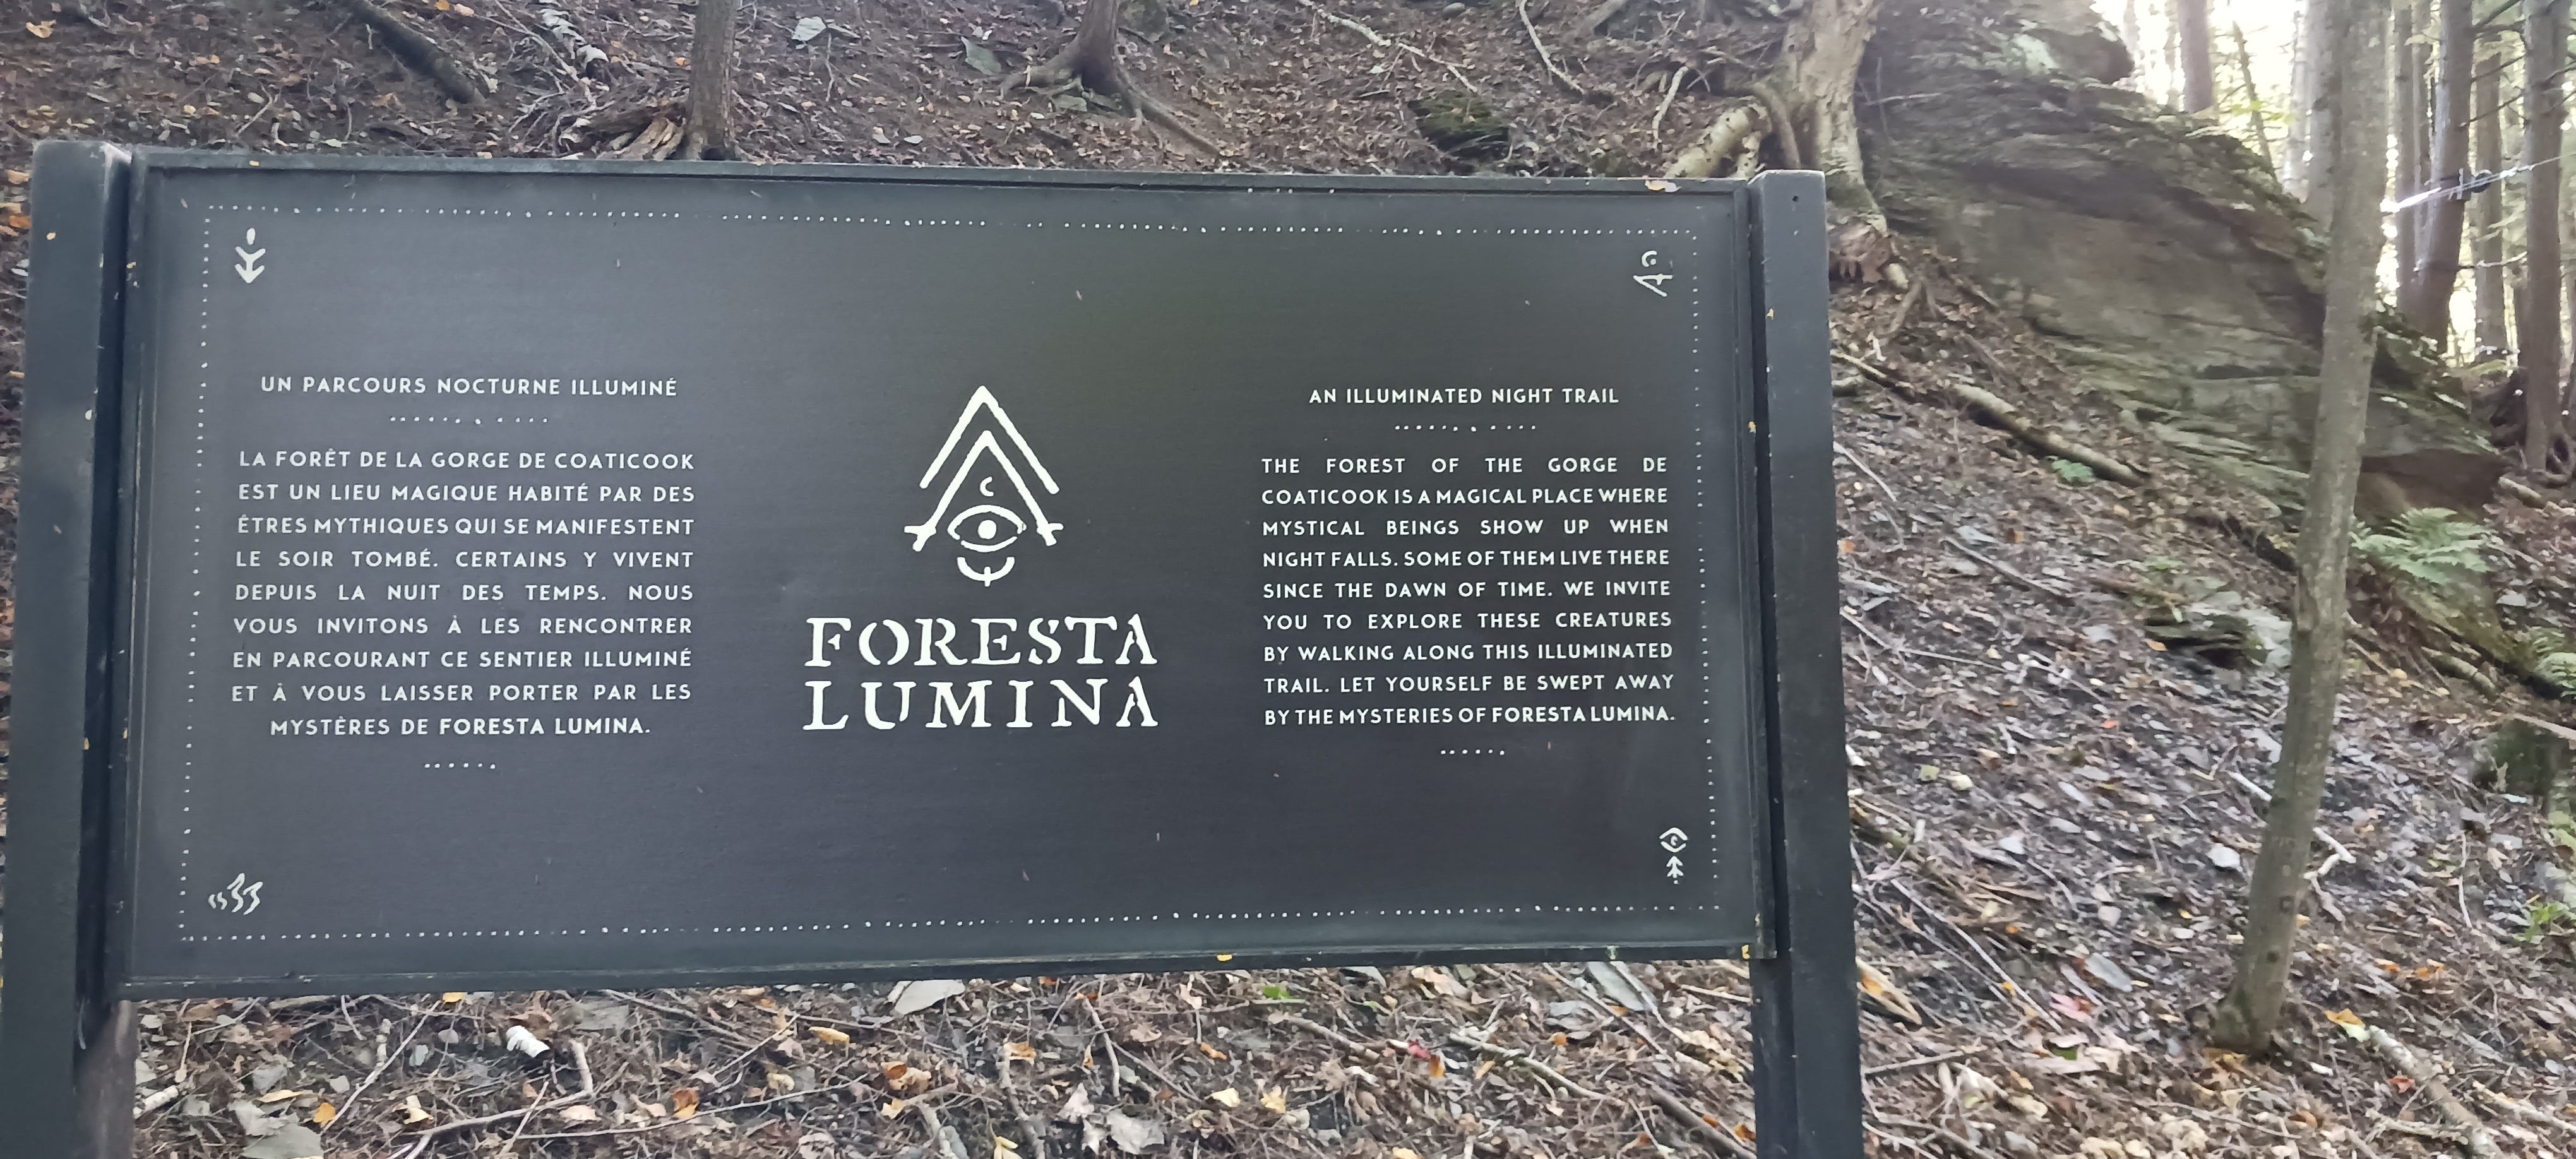 UN PARCOURS NOCTURNE ILLUMINÉ
LA FORÊT DE LA GORGE DE COATICOOK
EST UN LIEU MAGIQUE HABITÉ PAR DES
ÊTRES MYTHIQUES QUI SE MANIFESTENT
LE SOIR TOMBÉ. CERTAINS Y VIVENT
DEPUIS LA NUIT DES TEMPS. NOUS
VOUS INVITONS À LES RENCONTRER
EN PARCOURANT CE SENTIER ILLUMINÉ
ET À VOUS LAISSER PORTER PAR LES
MYSTÈRES DE FORESTA LUMINA.
FORESTA
LUMINA
AN ILLUMINATED NIGHT TRAIL
THE FOREST OF THE GORGE DE
COATICOOK IS A MAGICAL PLACE WHERE
MYSTICAL BEINGS SHOW UP WHEN
NIGHT FALLS. SOME OF THEM LIVE THERE
SINCE THE DAWN OF TIME. WE INVITE
YOU TO EXPLORE THESE CREATURES
BY WALKING ALONG THIS ILLUMINATED
TRAIL. LET YOURSELF BE SWEPT AWAY
BY THE MYSTERIES OF FORESTA LUMINA.